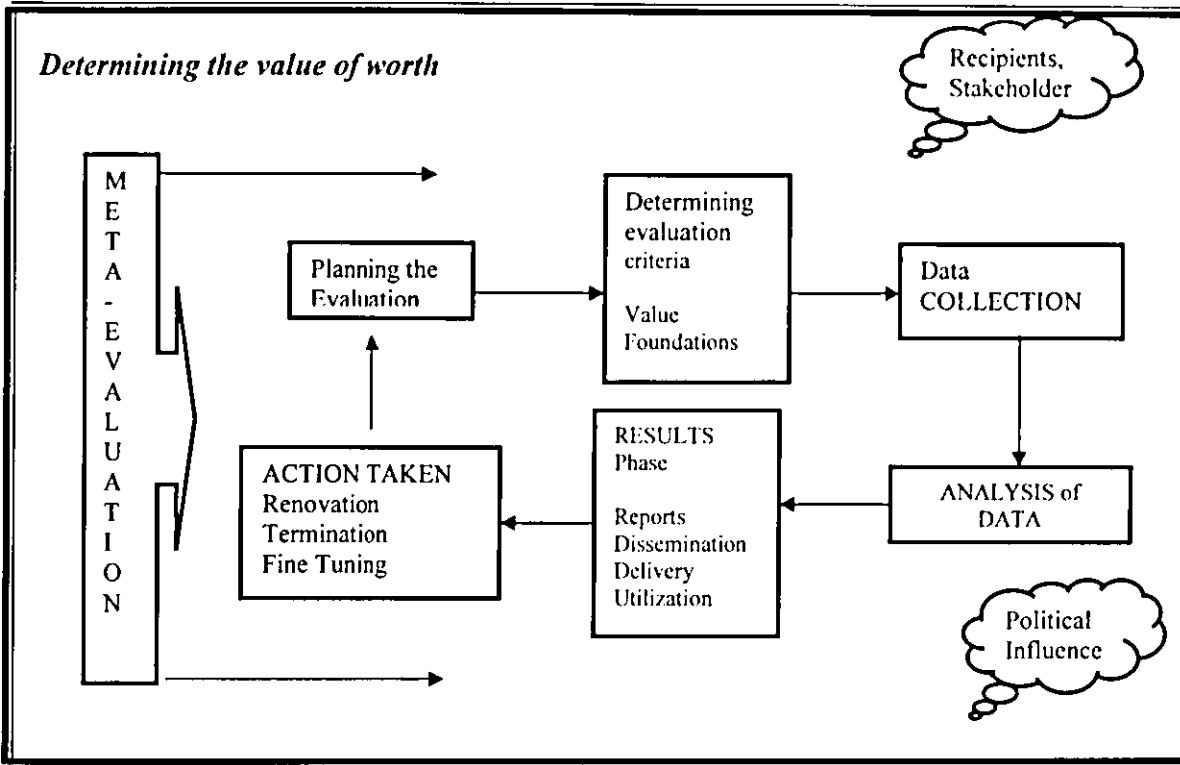 Determining the value of worth
Recipients,
Stakeholder
M
E
T
A
-
E
V
A
L
U
A
T
I
O
N
Planning the
Evaluation
Determining
evaluation
criteria
Value
Foundations
Data
COLLECTION
ANALYSIS of
DATA
RESULTS
Phase
Reports
Dissemination
Delivery
Utilization
ACTION TAKEN
Renovation
Termination
Fine Tuning
Political
Influence